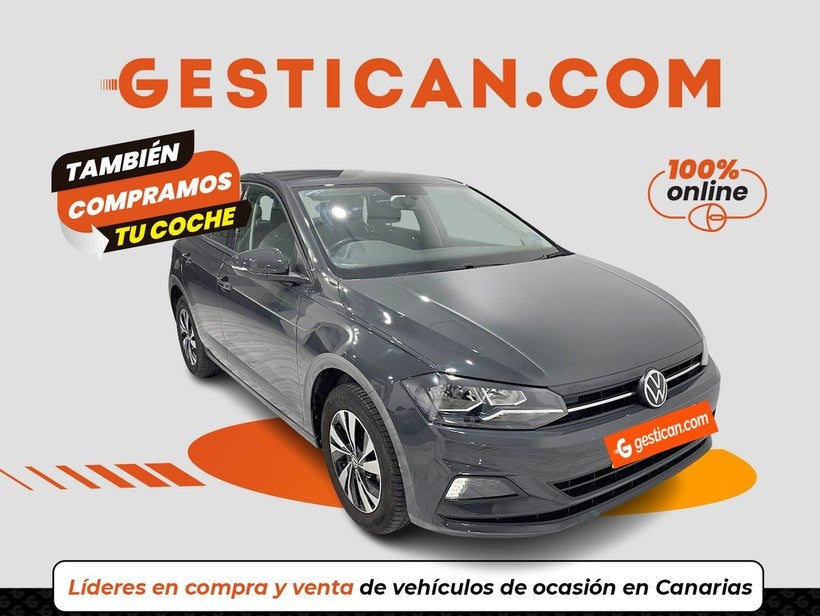 GESTICAN.COM
TAMBIÉN
COMPRAMOS
TU COCHE
100%
online
gestican.com
Líderes en compra y venta de vehículos de ocasión en Canarias